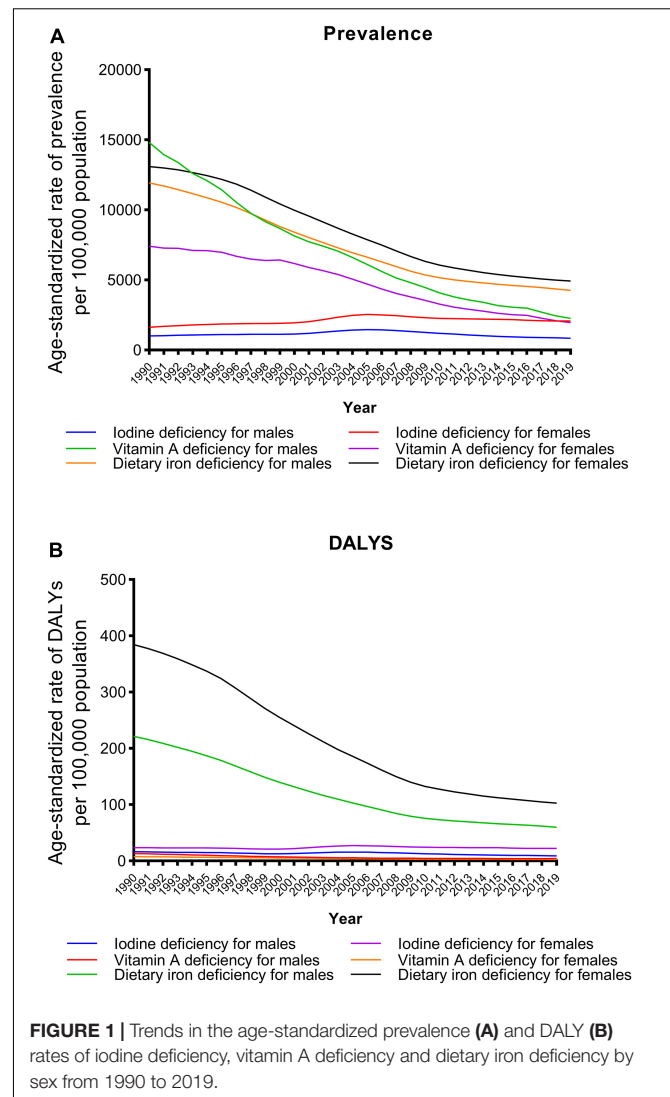 A
Prevalence
Age-standardized rate of prevalence
per 100,000 population
20000
15000
10000
5000
0
1990
1991
1992
1993
1994
1995
1996
1997
1998
1999
2000
2001
2002
2003
2004
2005
2006
2007
2008
2009
2010
2011
2012
2013
2014
2015
2016
2017
2018
2019
Year
Iodine deficiency for males
Iodine deficiency for females
Vitamin A deficiency for males
Vitamin A deficiency for females
Dietary iron deficiency for males
Dietary iron deficiency for females
B
DALYS
Age-standardized rate of DALYs
per 100,000 population
500
400
300
200
100
0
1990
1991
1992
1993
1994
1995
1996
1997
1998
1999
2000
2001
2002
2003
2004
2005
2006
2007
2008
2009
2010
2011
2012
2013
2014
2015
2016
2017
2018
2019
Year
Iodine deficiency for males
Iodine deficiency for females
Vitamin A deficiency for males
Vitamin A deficiency for females
Dietary iron deficiency for males
Dietary iron deficiency for females
FIGURE 1 | Trends in the age-standardized prevalence (A) and DALY (B)
rates of iodine deficiency, vitamin A deficiency and dietary iron deficiency by
sex from 1990 to 2019.